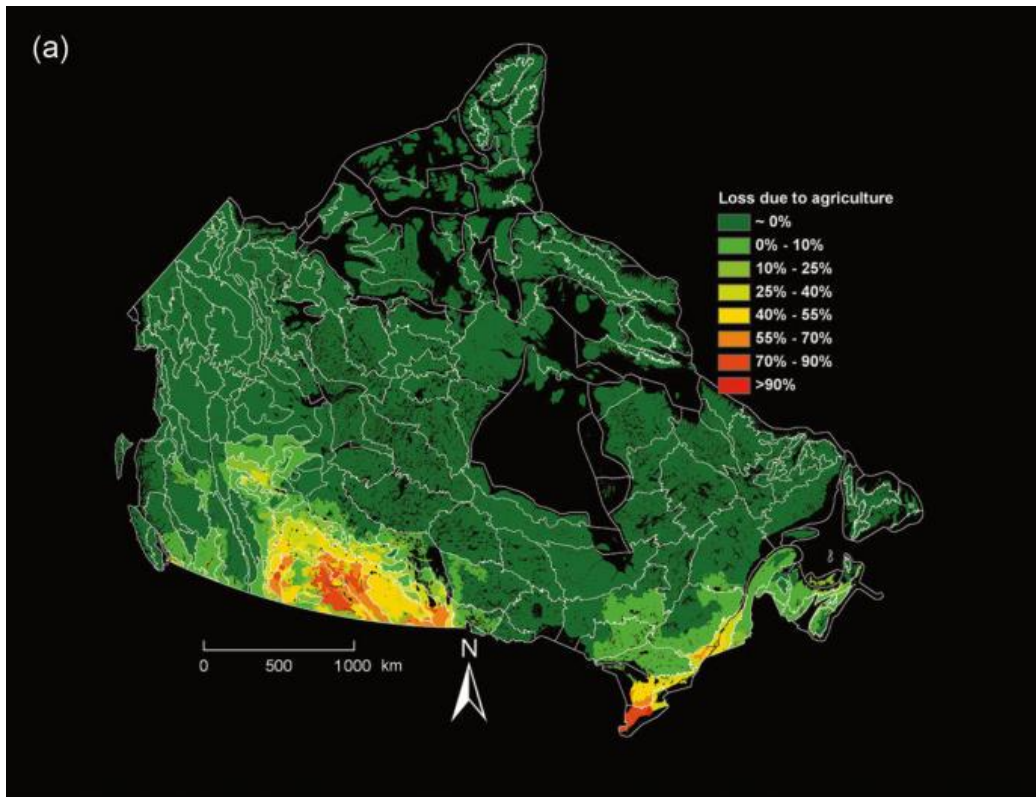 (a)
Loss due to agriculture
~ 0%
0% - 10%
10% - 25%
25% - 40%
40% - 55%
55% - 70%
70% - 90%
>90%
0 500 1000 km
N